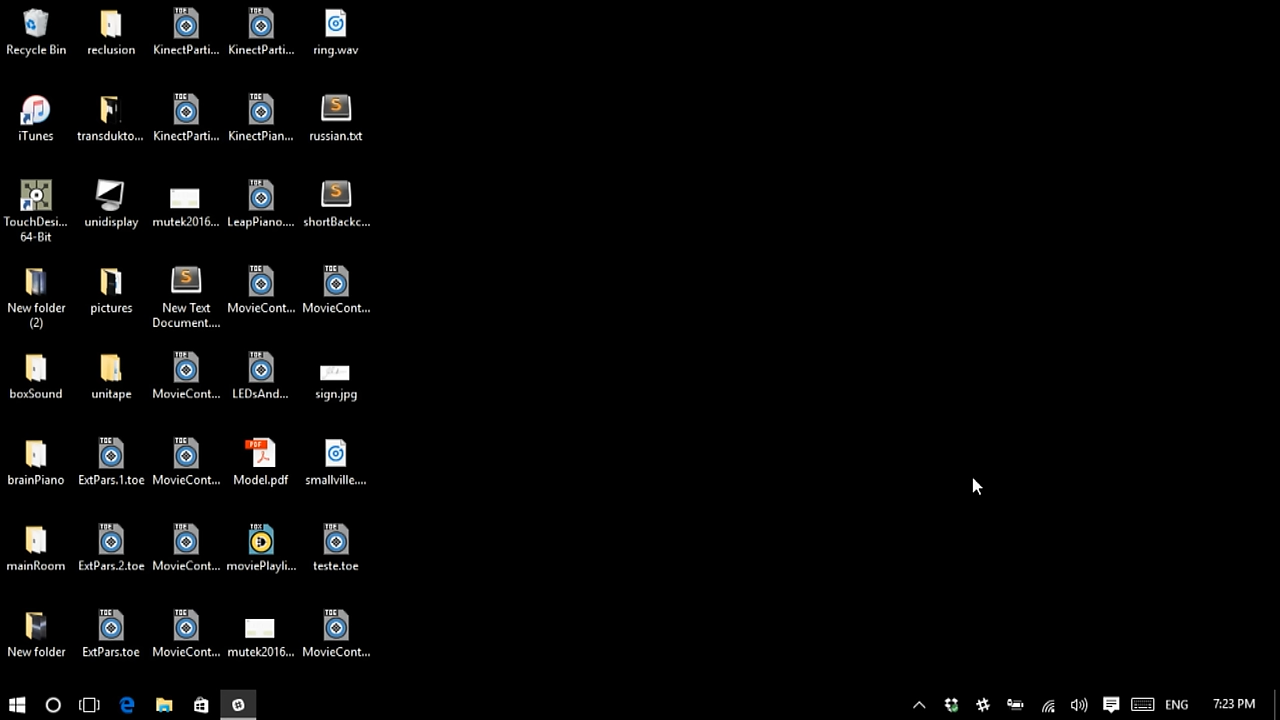 Recycle Bin
reclusion
KinectParti...
KinectParti...
ring.wav
iTunes
transdukto...
KinectParti...
KinectPian...
russian.txt
TouchDesi...
64-Bit
unidisplay
mutek2016...
LeapPiano....
shortBackc...
New folder
(2)
pictures
New Text
Document....
MovieCont...
MovieCont...
boxSound
unitape
MovieCont...
LEDsAnd...
sign.jpg
brainPiano
ExtPars.1.toe
MovieCont...
Model.pdf
smallville....
mainRoom
ExtPars.2.toe
MovieCont...
moviePlayli...
teste.toe
New folder
ExtPars.toe
MovieCont...
mutek2016...
MovieCont...
ENG
7:23 PM